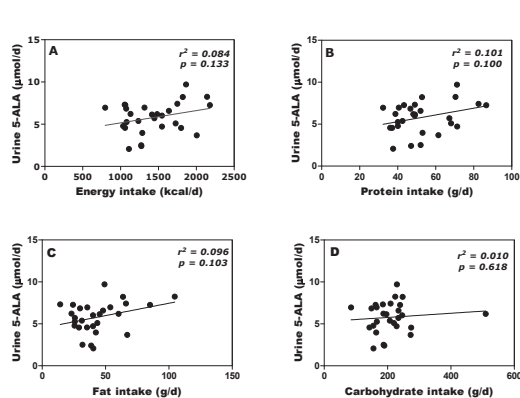 A
r² = 0.084
p = 0.133
Urine 5-ALA (µmol/d)
15
10
5
0
0 500 1000 1500 2000 2500
Energy intake (kcal/d)
B
r² = 0.101
p = 0.100
Urine 5-ALA (µmol/d)
15
10
5
0
0 20 40 60 80 100
Protein intake (g/d)
C
r² = 0.096
p = 0.103
Urine 5-ALA (µmol/d)
15
10
5
0
0 50 100 150
Fat intake (g/d)
D
r² = 0.010
p = 0.618
Urine 5-ALA (µmol/d)
15
10
5
0
0 200 400 600
Carbohydrate intake (g/d)